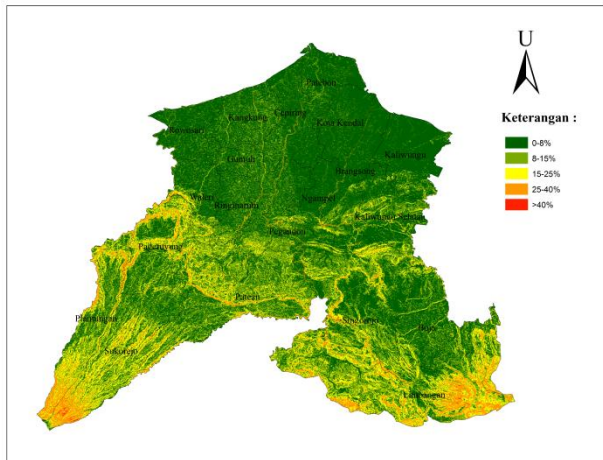 U
Keterangan :
0-8%
8-15%
15-25%
25-40%
>40%
Patebon
Cepiring
Kangkung
Rowosari
Kota Kendal
Kaliwungu
Gemuh
Brangsong
Weleri
Ringinarum
Ngampel
Kaliwungu Selatan
Pegandon
Pageruyung
Patean
Plantungan
Singorojo
Boja
Sukorejo
Limbangan